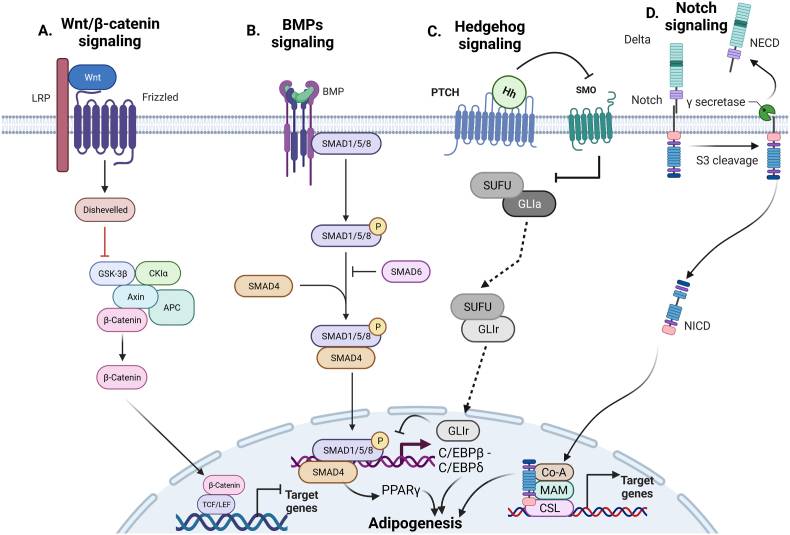 A. Wnt/β-catenin
signaling
Wnt
LRP
Frizzled
Dishevelled
GSK-3β
CKIα
Axin
APC
β-Catenin
β-Catenin
β-Catenin
TCF/LEF
Target
genes
B. BMPs
signaling
BMP
SMAD1/5/8
SMAD1/5/8
P
SMAD6
SMAD4
SMAD1/5/8
P
SMAD4
SMAD1/5/8
P
SMAD4
PPARγ
C. Hedgehog
signaling
PTCH
Hh
SMO
SUFU
GLIa
SUFU
GLIr
GLIr
C/EBPβ -
C/EBPδ
Adipogenesis
D. Notch
signaling
Delta
NECD
Notch
γ secretase
S3 cleavage
NICD
Co-A
MAM
CSL
Target
genes